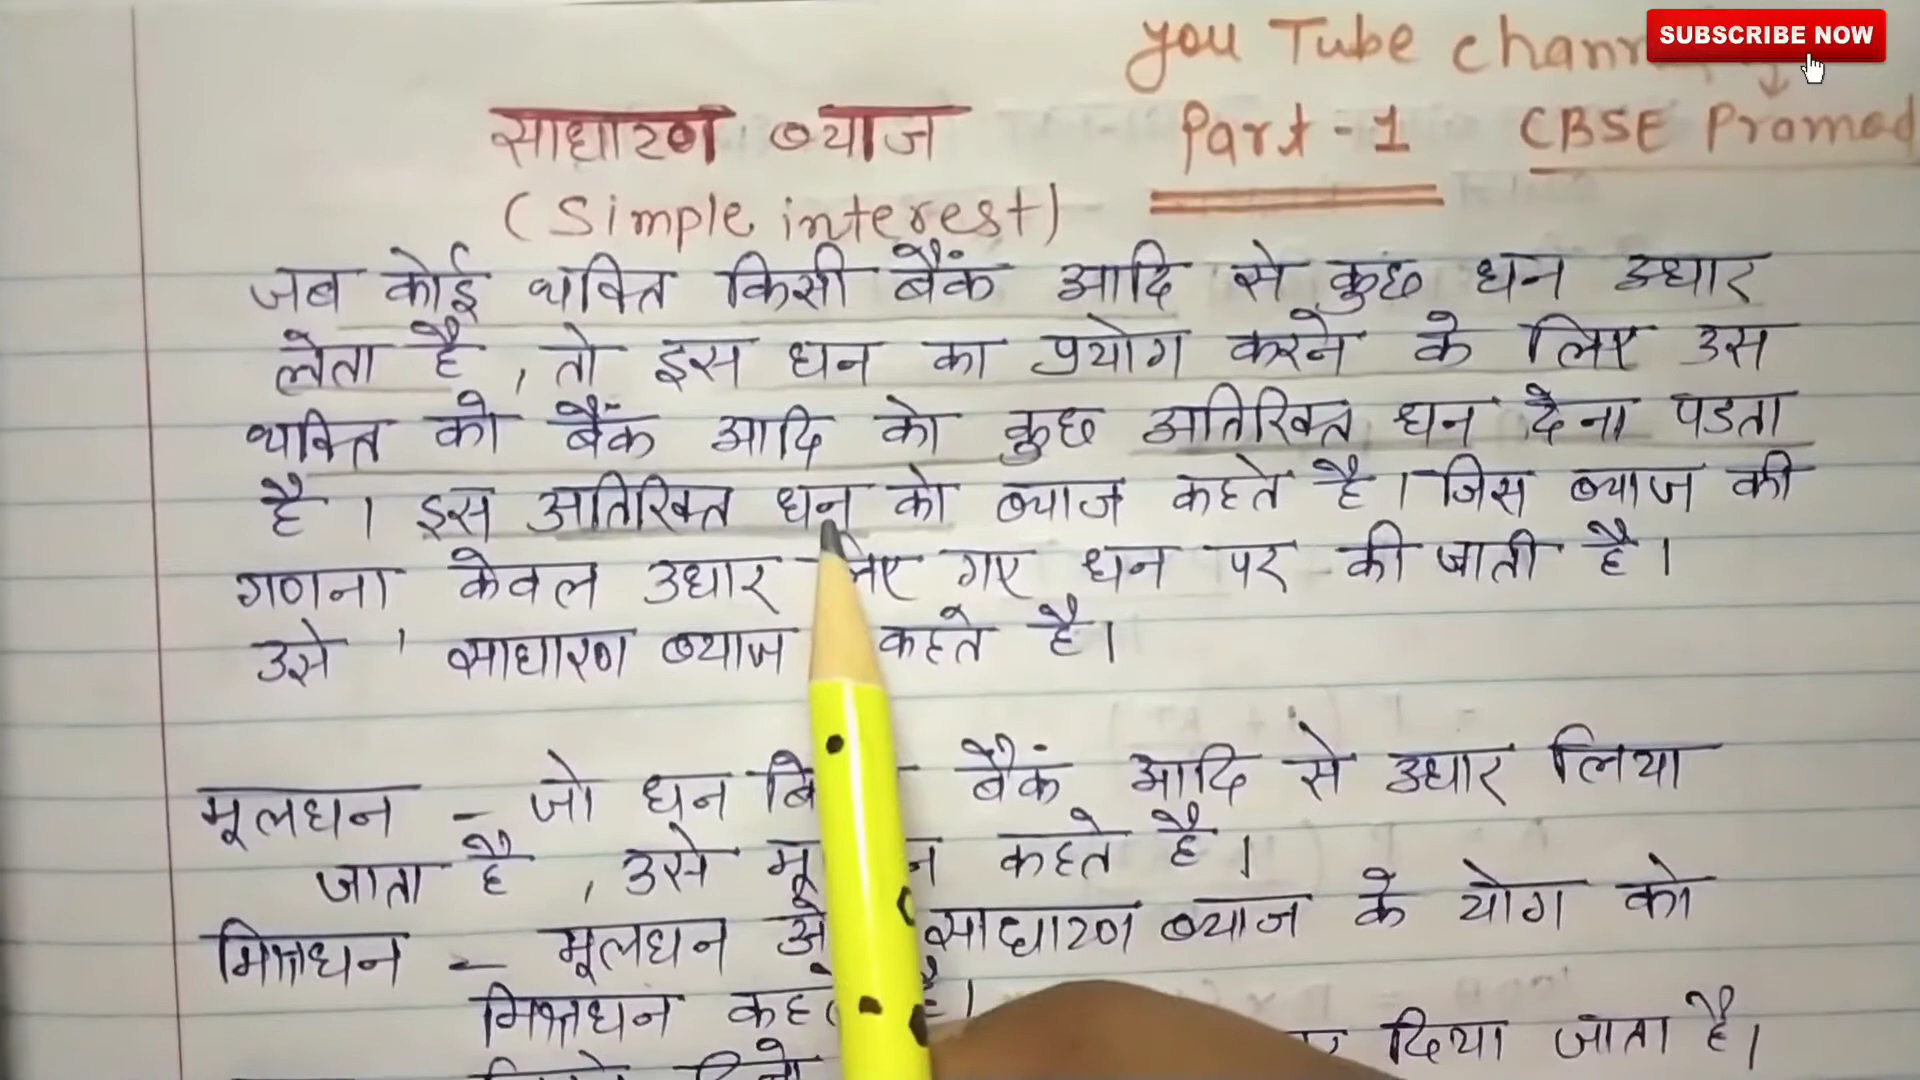 you Tube chann
SUBSCRIBE NOW
साधारण ब्याज
Part-1
CBSE Pramod
(Simple interest)
जब कोई व्यक्ति किसी बैंक आदि से कुछ धन उधार
लेता है, तो इस धन का प्रयोग करने के लिए उस
व्यक्ति को बैंक आदि को कुछ अतिरिक्त धन देना पडता
है । इस अतिरिक्त धन को ब्याज कहते है । जिस ब्याज की
गणना केवल उधार लिए गए धन पर की जाती है ।
उसे ' साधारण ब्याज कहते है ।
मूलधन - जो धन बैंक आदि से उधार लिया
जाता है, उसे कहते है ।
मिश्रधन - मूलधन साधारण ब्याज के योग को
मिश्रधन है ।
दिया जाता है ।